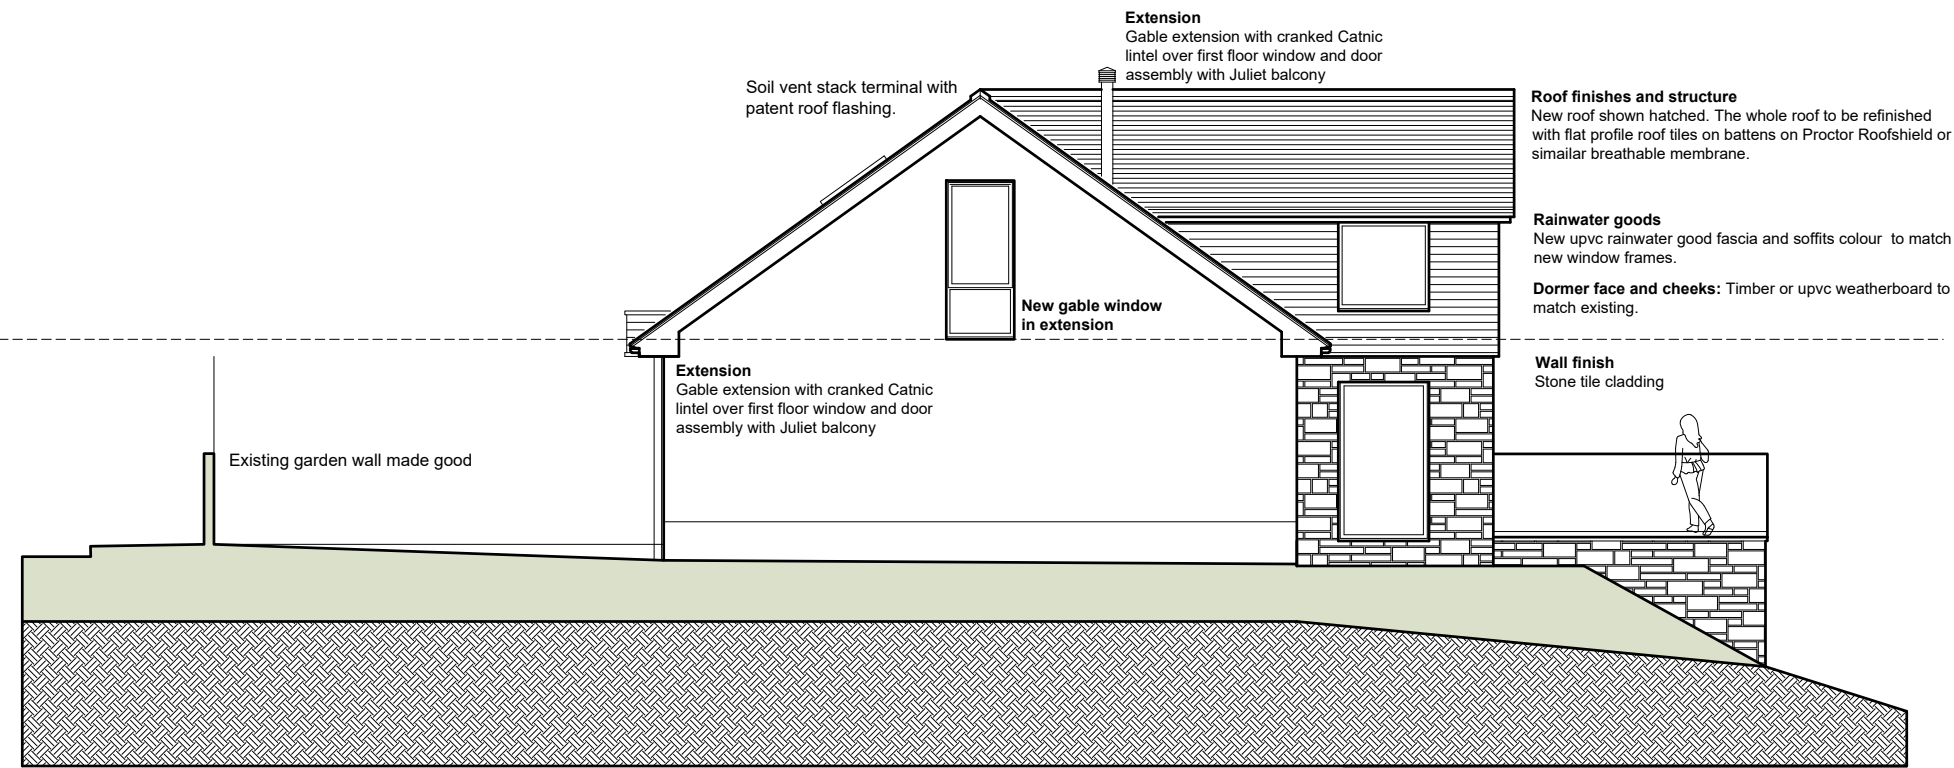 Extension
Gable extension with cranked Catnic
lintel over first floor window and door
assembly with Juliet balcony
Soil vent stack terminal with
patent roof flashing.
Roof finishes and structure
New roof shown hatched. The whole roof to be refinished
with flat profile roof tiles on battens on Proctor Roofshield or
simailar breathable membrane.
Rainwater goods
New upvc rainwater good fascia and soffits colour  to match
new window frames.
Dormer face and cheeks: Timber or upvc weatherboard to
match existing.
New gable window
in extension
Extension
Gable extension with cranked Catnic
lintel over first floor window and door
assembly with Juliet balcony
Wall finish
Stone tile cladding
Existing garden wall made good